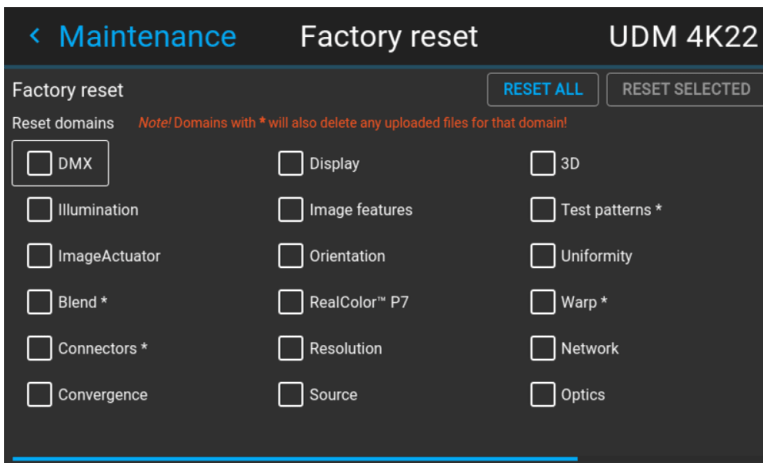 Maintenance Factory reset UDM 4K22
Factory reset RESET ALL RESET SELECTED
Reset domains Note! Domains with * will also delete any uploaded files for that domain!
DMX Display 3D
Illumination Image features Test patterns *
ImageActuator Orientation Uniformity
Blend * RealColor™ P7 Warp *
Connectors * Resolution Network
Convergence Source Optics